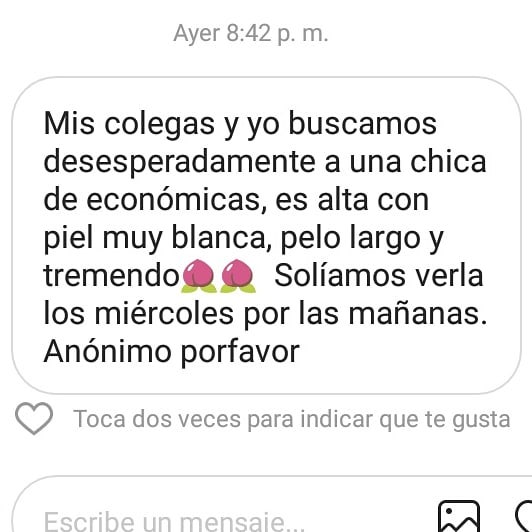 Ayer 8:42 p. m.
Mis colegas y yo buscamos
desesperadamente a una chica
de económicas, es alta con
piel muy blanca, pelo largo y
tremendo🍑🍑 Solíamos verla
los miércoles por las mañanas.
Anónimo porfavor
Toca dos veces para indicar que te gusta
Escribe un mensaje...